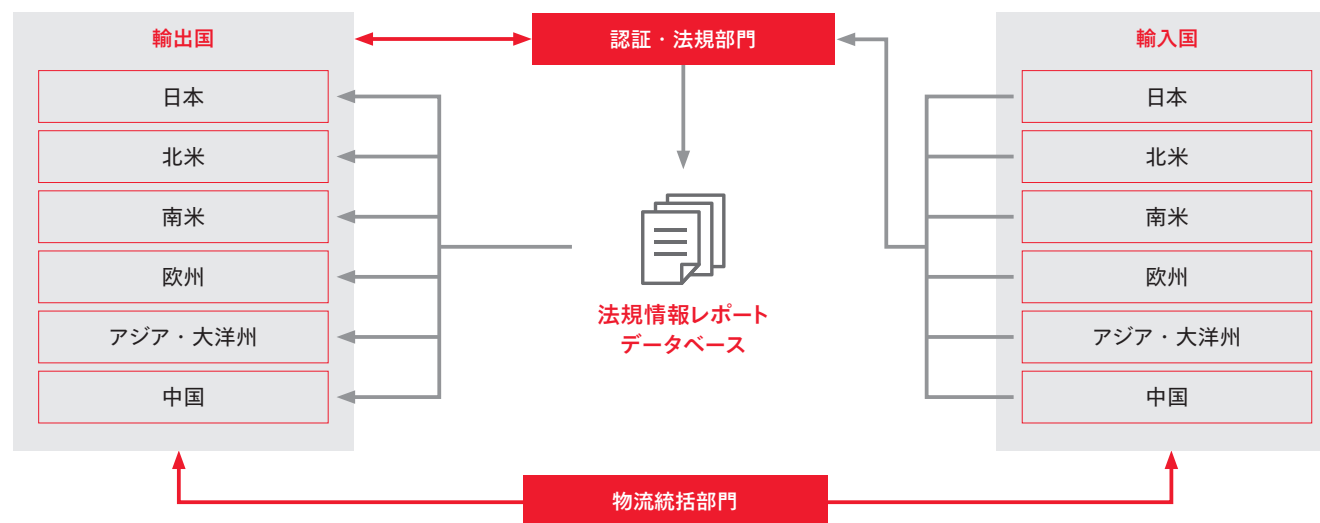 輸出国
日本
北米
南米
欧州
アジア・大洋州
中国
認証・法規部門
法規情報レポート
データベース
輸入国
日本
北米
南米
欧州
アジア・大洋州
中国
物流統括部門